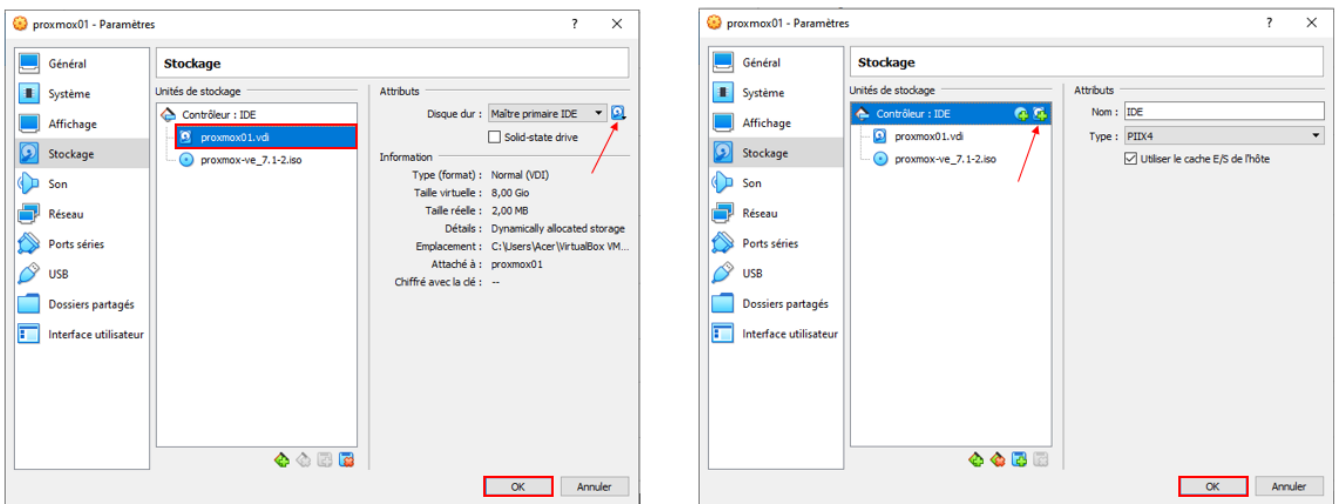 proxmox01 - Paramètres
?
Général
Système
Affichage
Stockage
Son
Réseau
Ports séries
USB
Dossiers partagés
Interface utilisateur
Stockage
Unités de stockage
Contrôleur : IDE
proxmox01.vdi
proxmox-ve_7.1-2.iso
Attributs
Disque dur : Maître primaire IDE
Solid-state drive
Information
Type (format) : Normal (VDI)
Taille virtuelle : 8,00 Gio
Taille réelle : 2,00 MB
Détails : Dynamically allocated storage
Emplacement : C:\Users\Acer\VirtualBox VM...
Attaché à : proxmox01
Chiffré avec la clé : --
OK Annuler
proxmox01 - Paramètres
?
Général
Système
Affichage
Stockage
Son
Réseau
Ports séries
USB
Dossiers partagés
Interface utilisateur
Stockage
Unités de stockage
Contrôleur : IDE
proxmox01.vdi
proxmox-ve_7.1-2.iso
Attributs
Nom : IDE
Type : PIIX4
Utiliser le cache E/S de l'hôte
OK Annuler